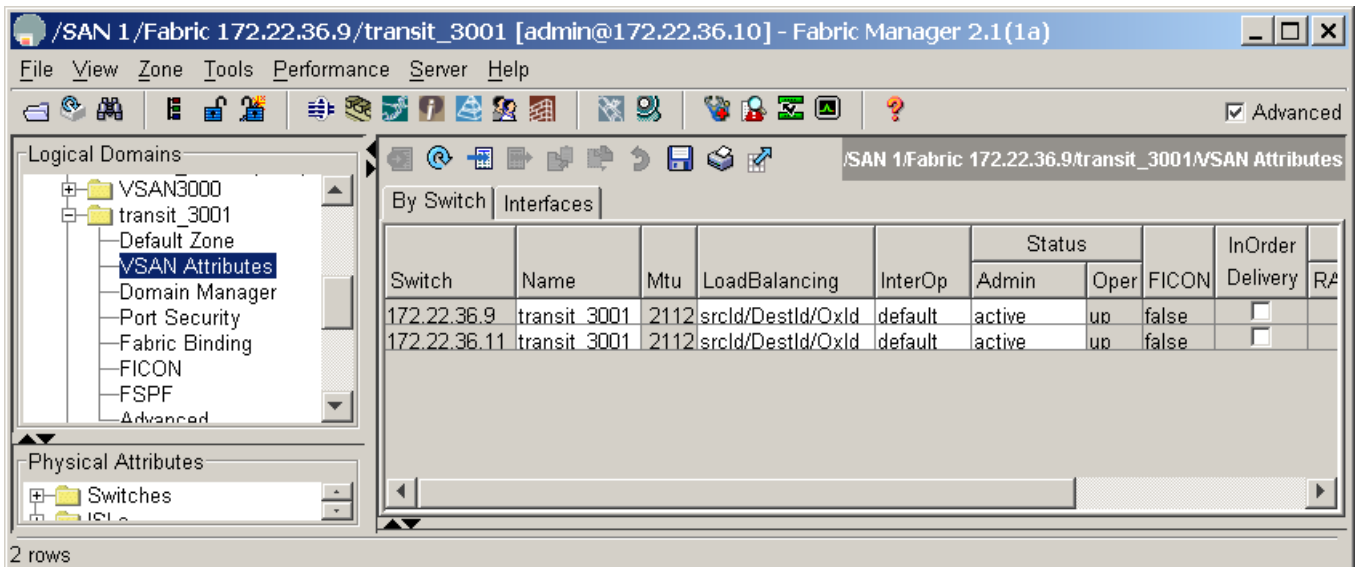 /SAN 1/Fabric 172.22.36.9/transit_3001 [admin@172.22.36.10] - Fabric Manager 2.1(1a)
File View Zone Tools Performance Server Help
Advanced
Logical Domains
VSAN3000
transit_3001
Default Zone
VSAN Attributes
Domain Manager
Port Security
Fabric Binding
FICON
FSPF
Advanced
Physical Attributes
Switches
ISLs
/SAN 1/Fabric 172.22.36.9/transit_3001/VSAN Attributes
By Switch Interfaces
Status InOrder
Switch Name Mtu LoadBalancing InterOp Admin Oper FICON Delivery RA
172.22.36.9 transit_3001 2112 srcId/DestId/OxId default active up false
172.22.36.11 transit_3001 2112 srcId/DestId/OxId default active up false
2 rows